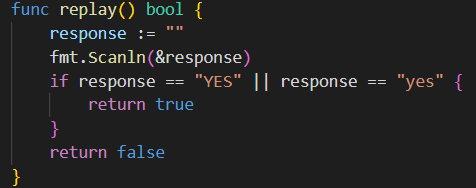 func replay() bool {
    response := ""
    fmt.Scanln(&response)
    if response == "YES" || response == "yes" {
        return true
    }
    return false
}